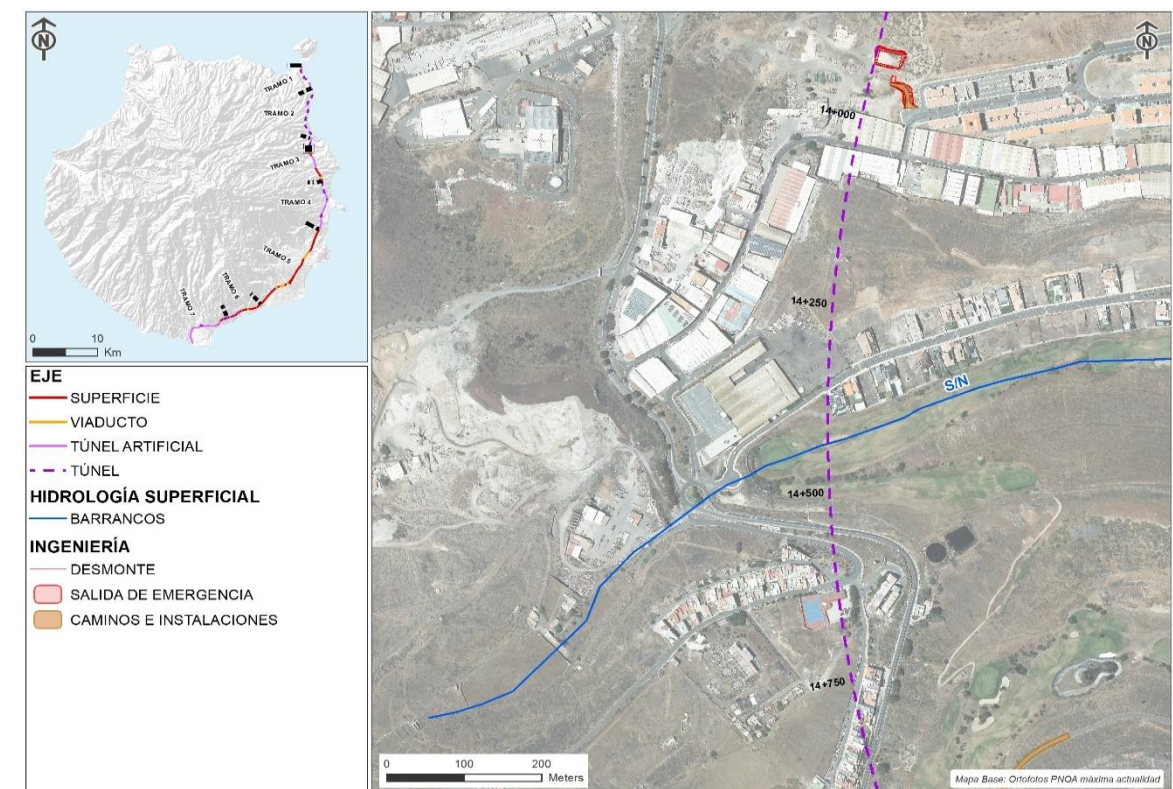 N
TRAMO 1
TRAMO 2
TRAMO 3
TRAMO 4
TRAMO 5
TRAMO 6
TRAMO 7
0 10
Km
EJE
SUPERFICIE
VIADUCTO
TÚNEL ARTIFICIAL
TÚNEL
HIDROLOGÍA SUPERFICIAL
BARRANCOS
INGENIERÍA
DESMONTE
SALIDA DE EMERGENCIA
CAMINOS E INSTALACIONES
N
14+000
14+250
S/N
14+500
14+750
0 100 200
Meters
Mapa Base: Ortofotos PNOA máxima actualidad